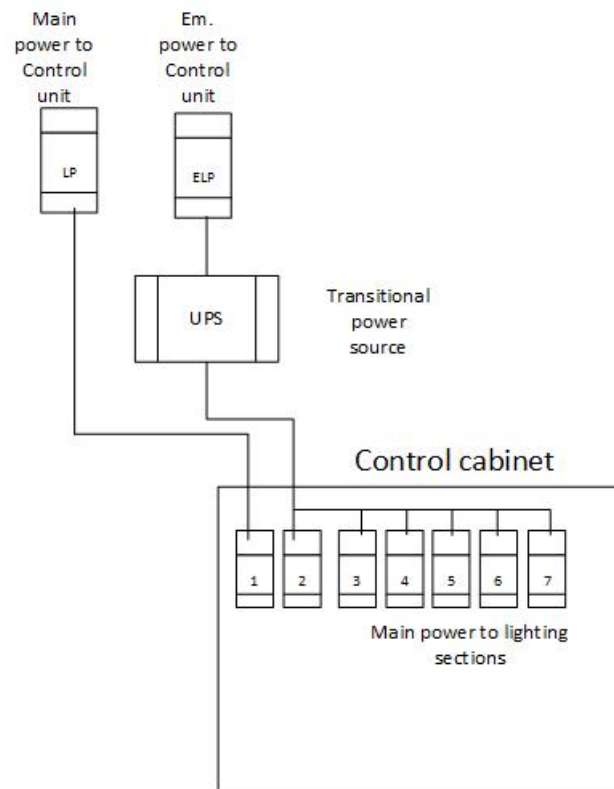 Main
power to
Control
unit
Em.
power to
Control
unit
LP
ELP
UPS
Transitional
power
source
Control cabinet
1
2
3
4
5
6
7
Main power to lighting
sections